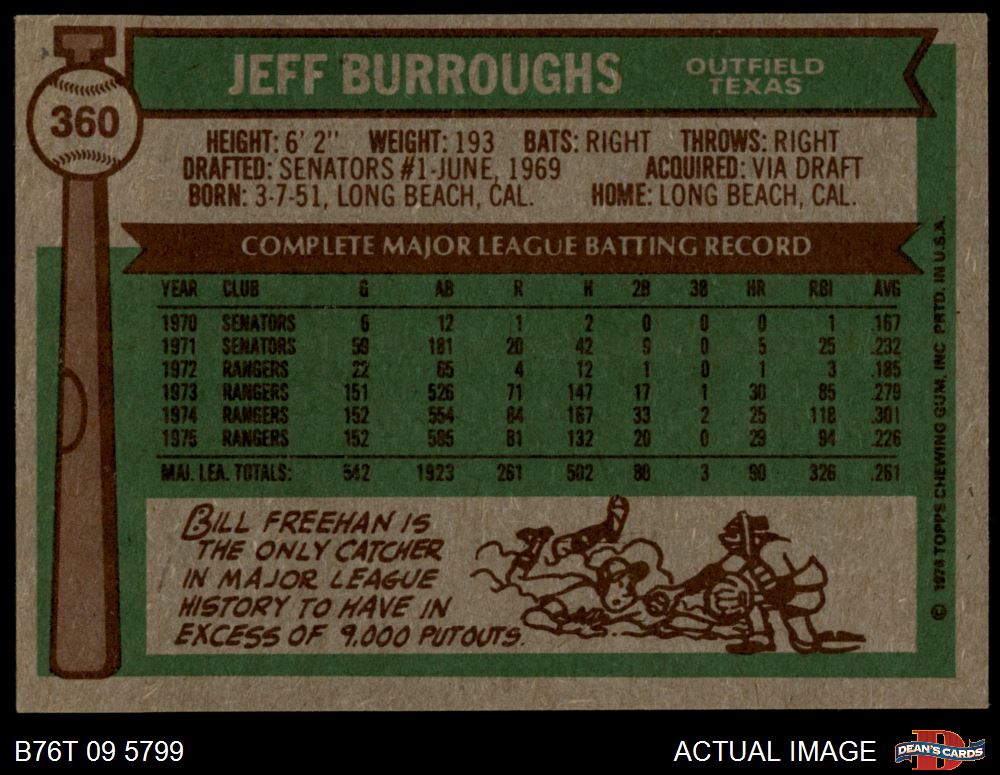 360
JEFF BURROUGHS
OUTFIELD
TEXAS
HEIGHT: 6' 2" WEIGHT: 193 BATS: RIGHT THROWS: RIGHT
DRAFTED: SENATORS #1-JUNE, 1969 ACQUIRED: VIA DRAFT
BORN: 3-7-51, LONG BEACH, CAL. HOME: LONG BEACH, CAL.
COMPLETE MAJOR LEAGUE BATTING RECORD
YEAR CLUB G AB R H 2B 3B HR RBI AVG
1970 SENATORS 6 12 1 2 0 0 0 1 .167
1971 SENATORS 59 181 20 42 9 0 5 25 .232
1972 RANGERS 22 65 4 12 1 0 1 3 .185
1973 RANGERS 151 526 71 147 17 1 30 85 .279
1974 RANGERS 152 554 84 167 33 2 25 118 .301
1975 RANGERS 152 585 81 132 20 0 29 94 .226
MAJ. LEA. TOTALS: 542 1923 261 502 80 3 90 326 .261
BILL FREEHAN IS
THE ONLY CATCHER
IN MAJOR LEAGUE
HISTORY TO HAVE IN
EXCESS OF 9,000 PUTOUTS.
© 1976 TOPPS CHEWING GUM, INC PRTD. IN U.S.A.
B76T 09 5799
ACTUAL IMAGE
DEAN'S CARDS